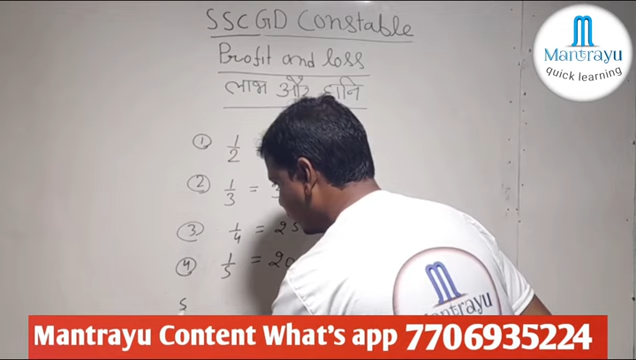 SSC GD Constable
Profit and loss
लाभ और हानि
① 1/2
② 1/3 =
③ 1/4 = 25
④ 1/5 = 20
5
Mantrayu
quick learning
Mantrayu
Mantrayu Content What's app 7706935224